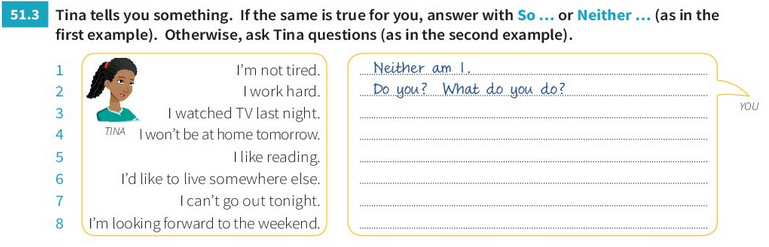 51.3 Tina tells you something. If the same is true for you, answer with So ... or Neither ... (as in the
first example). Otherwise, ask Tina questions (as in the second example).
1 I'm not tired. Neither am I.
2 I work hard. Do you? What do you do?
3 I watched TV last night.
YOU
TINA
4 I won't be at home tomorrow.
5 I like reading.
6 I'd like to live somewhere else.
7 I can't go out tonight.
8 I'm looking forward to the weekend.